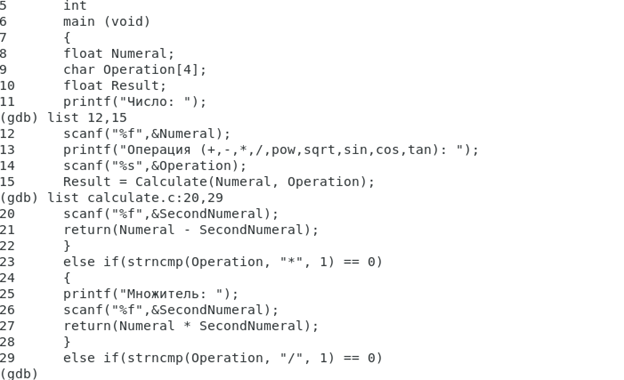 5 int
6 main (void)
7 {
8 float Numeral;
9 char Operation[4];
10 float Result;
11 printf("Число: ");
(gdb) list 12,15
12 scanf("%f",&Numeral);
13 printf("Операция (+,-,*,/,pow,sqrt,sin,cos,tan): ");
14 scanf("%s",&Operation);
15 Result = Calculate(Numeral, Operation);
(gdb) list calculate.c:20,29
20 scanf("%f",&SecondNumeral);
21 return(Numeral - SecondNumeral);
22 }
23 else if(strncmp(Operation, "*", 1) == 0)
24 {
25 printf("Множитель: ");
26 scanf("%f",&SecondNumeral);
27 return(Numeral * SecondNumeral);
28 }
29 else if(strncmp(Operation, "/", 1) == 0)
(gdb)